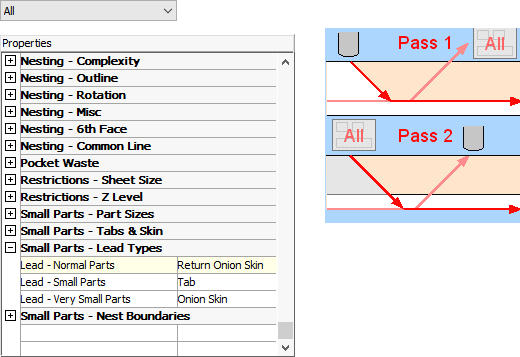 All
Properties
Nesting - Complexity
Nesting - Outline
Nesting - Rotation
Nesting - Misc
Nesting - 6th Face
Nesting - Common Line
Pocket Waste
Restrictions - Sheet Size
Restrictions - Z Level
Small Parts - Part Sizes
Small Parts - Tabs & Skin
Small Parts - Lead Types
Lead - Normal Parts Return Onion Skin
Lead - Small Parts Tab
Lead - Very Small Parts Onion Skin
Small Parts - Nest Boundaries
Pass 1 All
All Pass 2